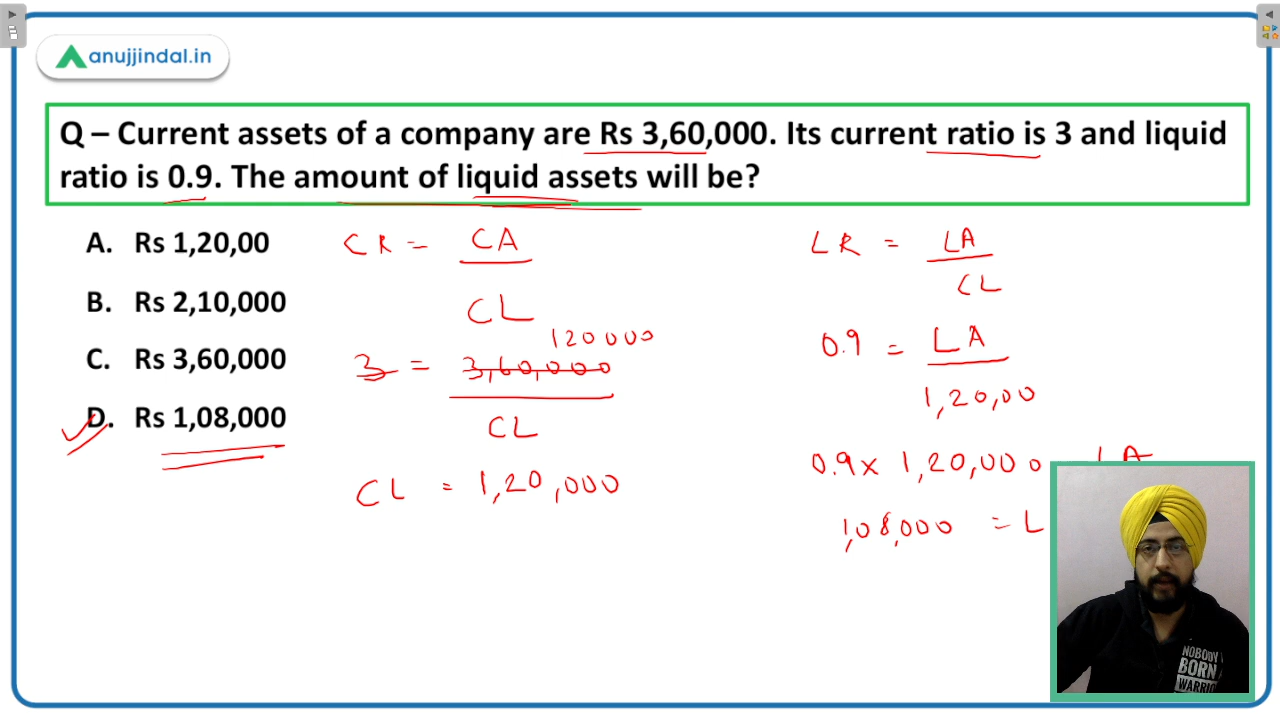 anujjindal.in
Q – Current assets of a company are Rs 3,60,000. Its current ratio is 3 and liquid
ratio is 0.9. The amount of liquid assets will be?
A. Rs 1,20,00
B. Rs 2,10,000
C. Rs 3,60,000
D. Rs 1,08,000
CR = CA
CL
120000
3 = 3,60,000
CL
CL = 1,20,000
LR = LA
CL
0.9 = LA
1,20,00
0.9 x 1,20,000 LA
1,08,000 = L
NOBODY
BORN
WARRIO